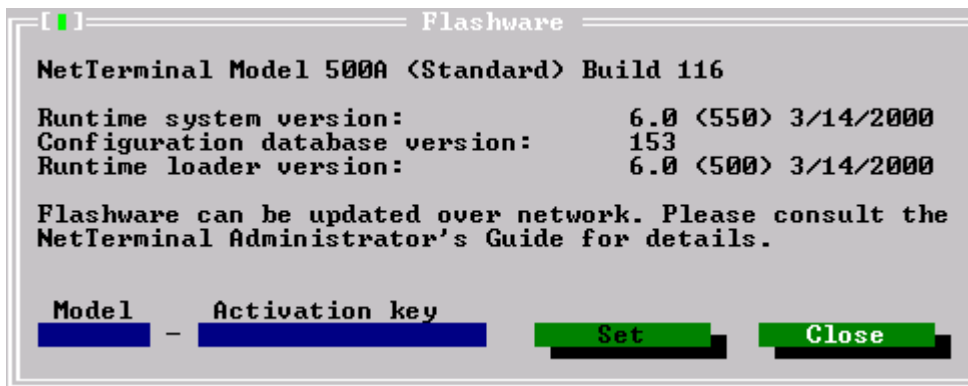 Flashware
NetTerminal Model 500A (Standard) Build 116
Runtime system version: 6.0 (550) 3/14/2000
Configuration database version: 153
Runtime loader version: 6.0 (500) 3/14/2000
Flashware can be updated over network. Please consult the
NetTerminal Administrator's Guide for details.
Model Activation key
-
Set Close